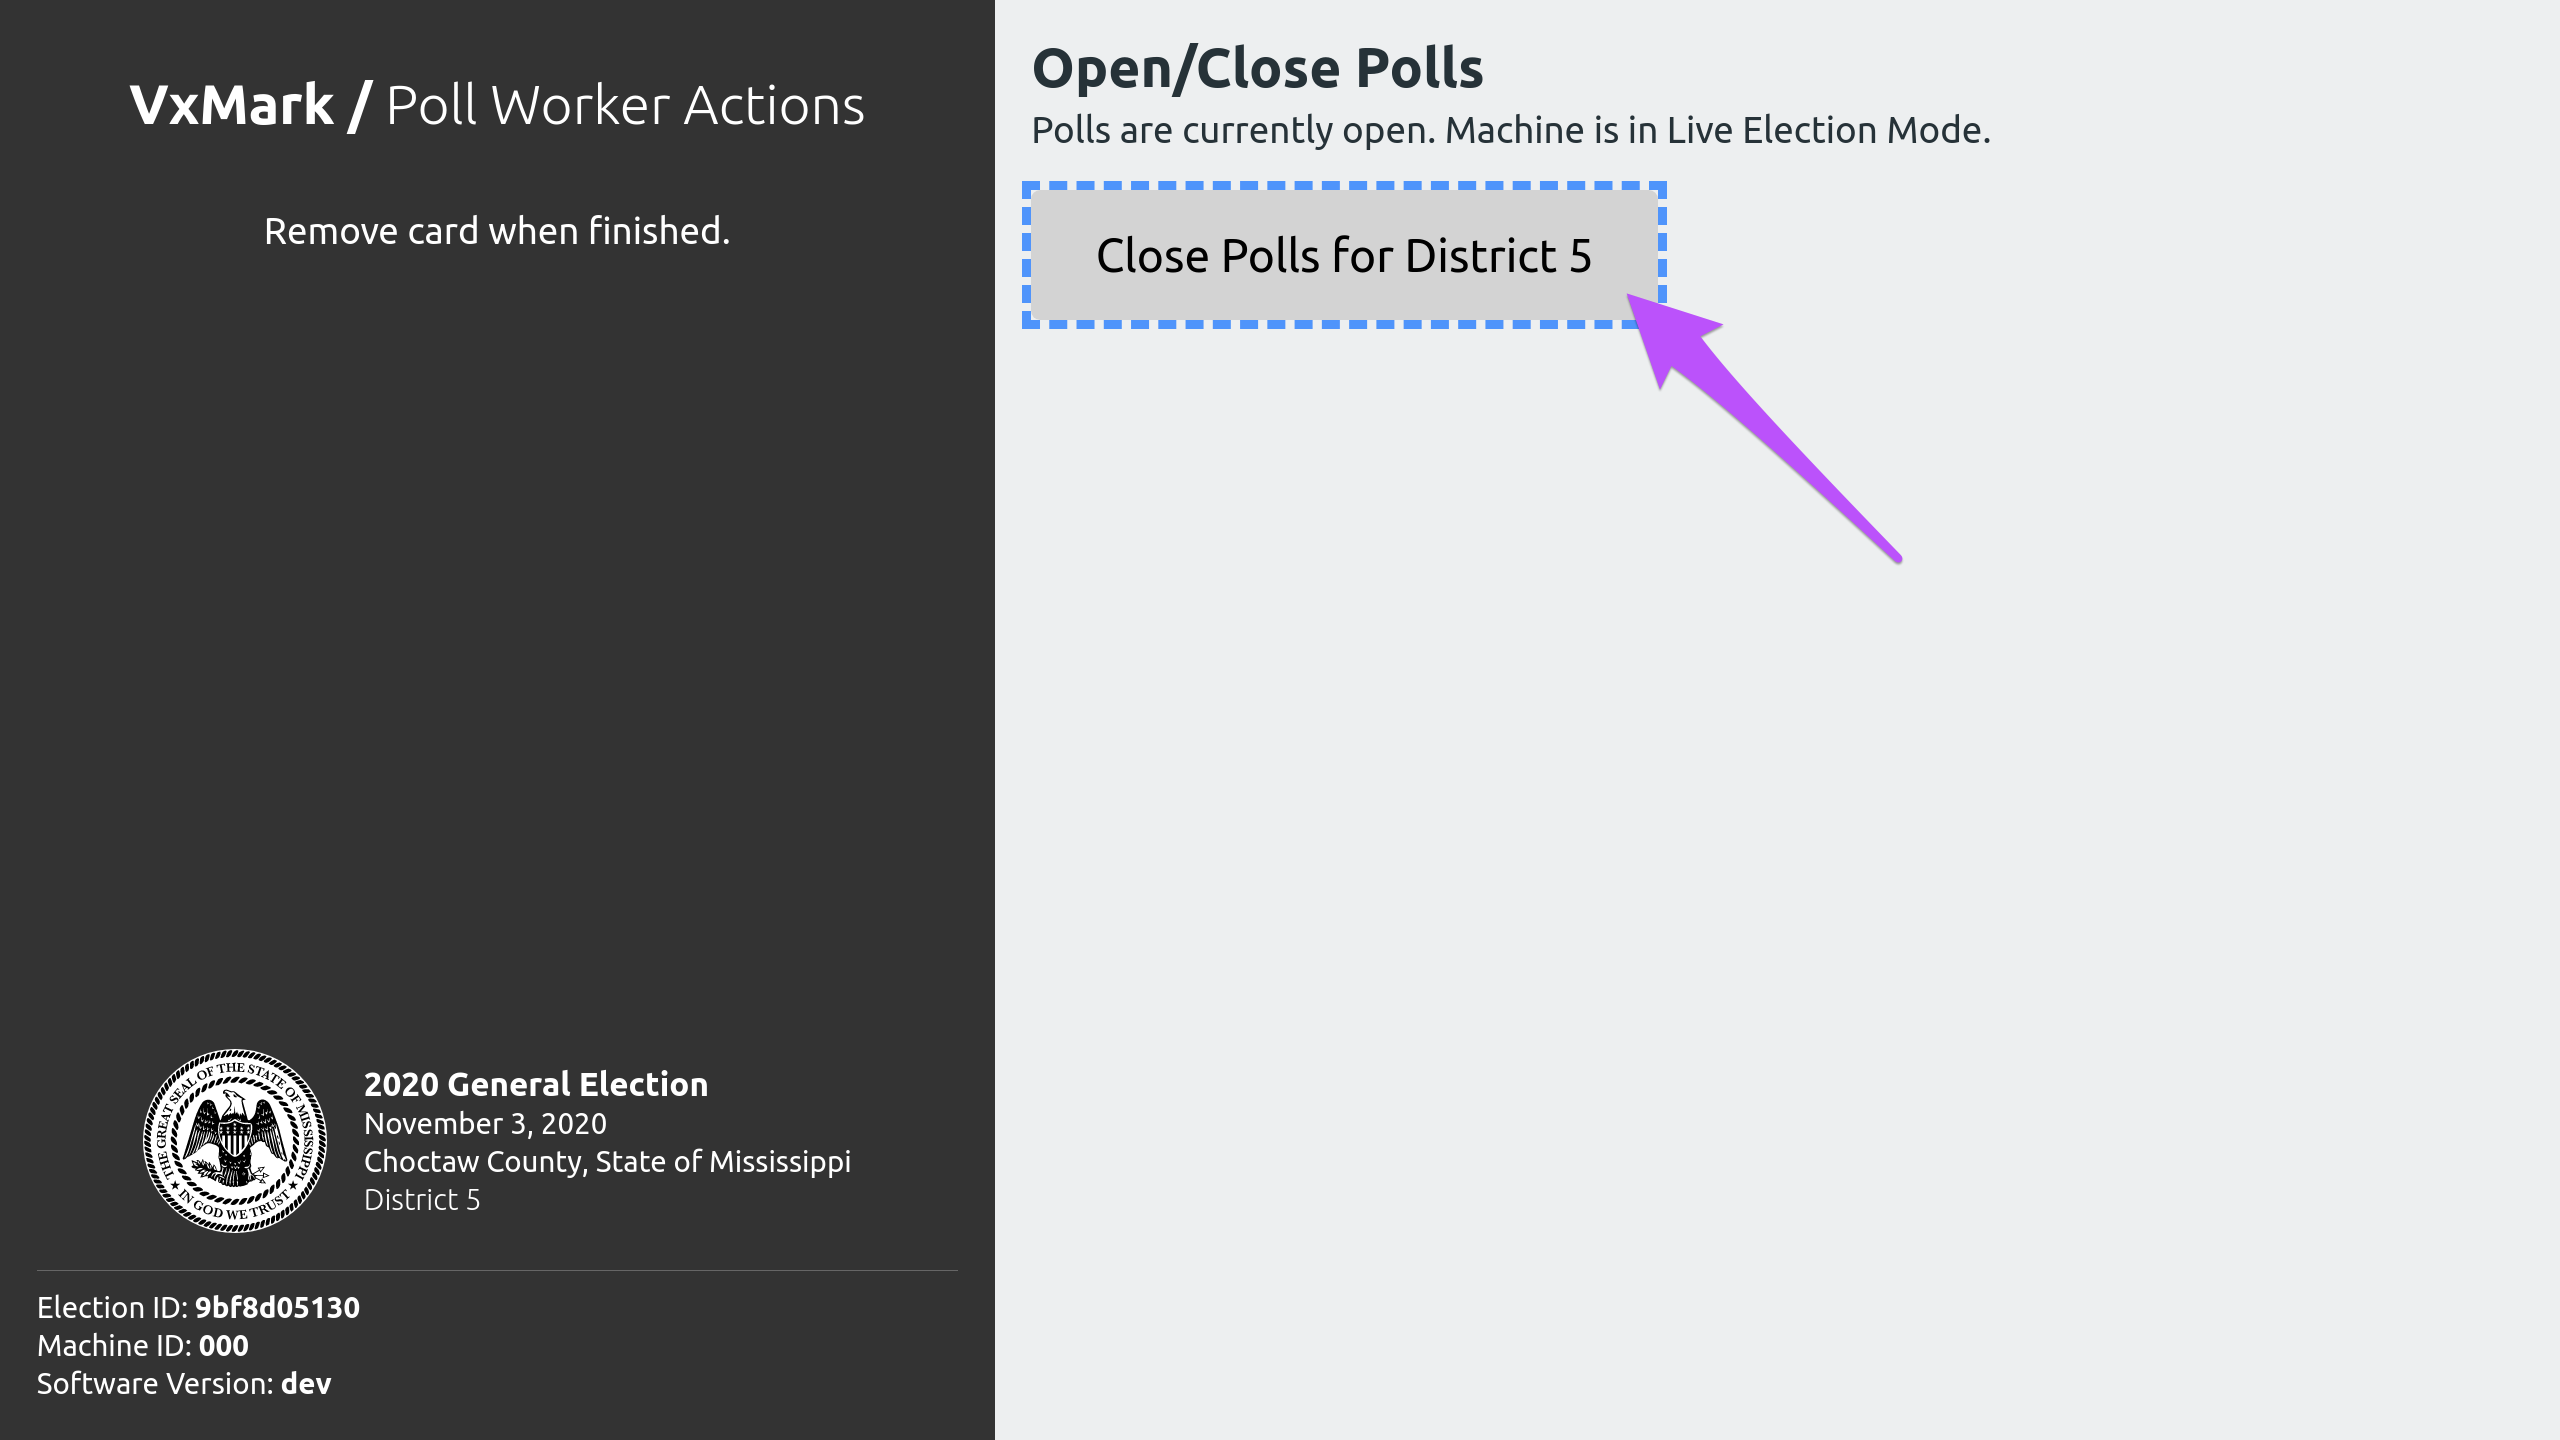 VxMark / Poll Worker Actions
Remove card when finished.
THE GREAT SEAL OF THE STATE OF MISSISSIPPI
IN GOD WE TRUST
2020 General Election
November 3, 2020
Choctaw County, State of Mississippi
District 5
Election ID: 9bf8d05130
Machine ID: 000
Software Version: dev
Open/Close Polls
Polls are currently open. Machine is in Live Election Mode.
Close Polls for District 5